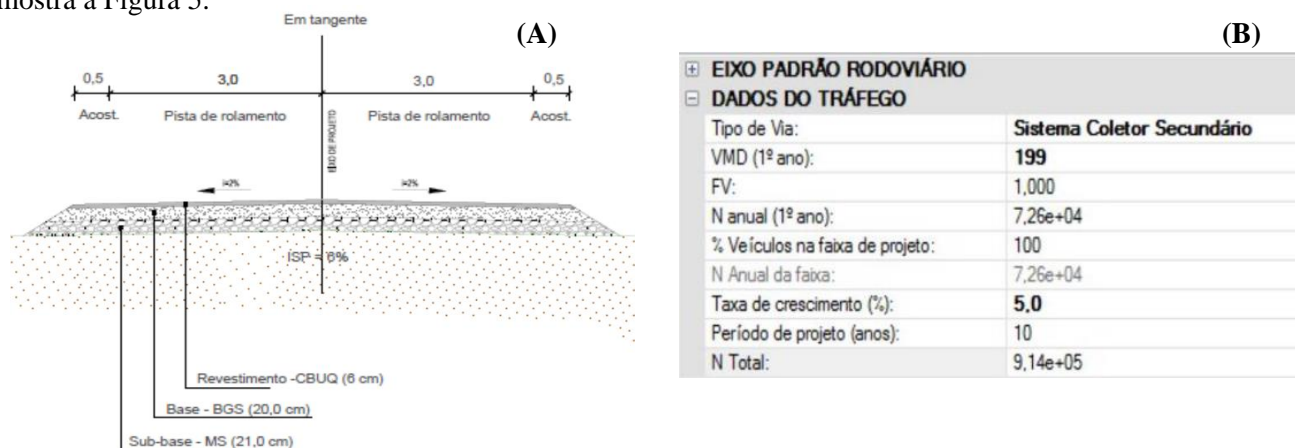 mostra a Figura 5.
Em tangente
(A)
0,5 3,0 3,0 0,5
Acost. Pista de rolamento Pista de rolamento Acost.
EIXO DE PROJETO
i=2% i=2%
ISP = 6%
Revestimento -CBUQ (6 cm)
Base - BGS (20,0 cm)
Sub-base - MS (21,0 cm)
(B)
EIXO PADRÃO RODOVIÁRIO
DADOS DO TRÁFEGO
Tipo de Via: Sistema Coletor Secundário
VMD (1º ano): 199
FV: 1,000
N anual (1º ano): 7,26e+04
% Veículos na faixa de projeto: 100
N Anual da faixa: 7,26e+04
Taxa de crescimento (%): 5,0
Período de projeto (anos): 10
N Total: 9,14e+05